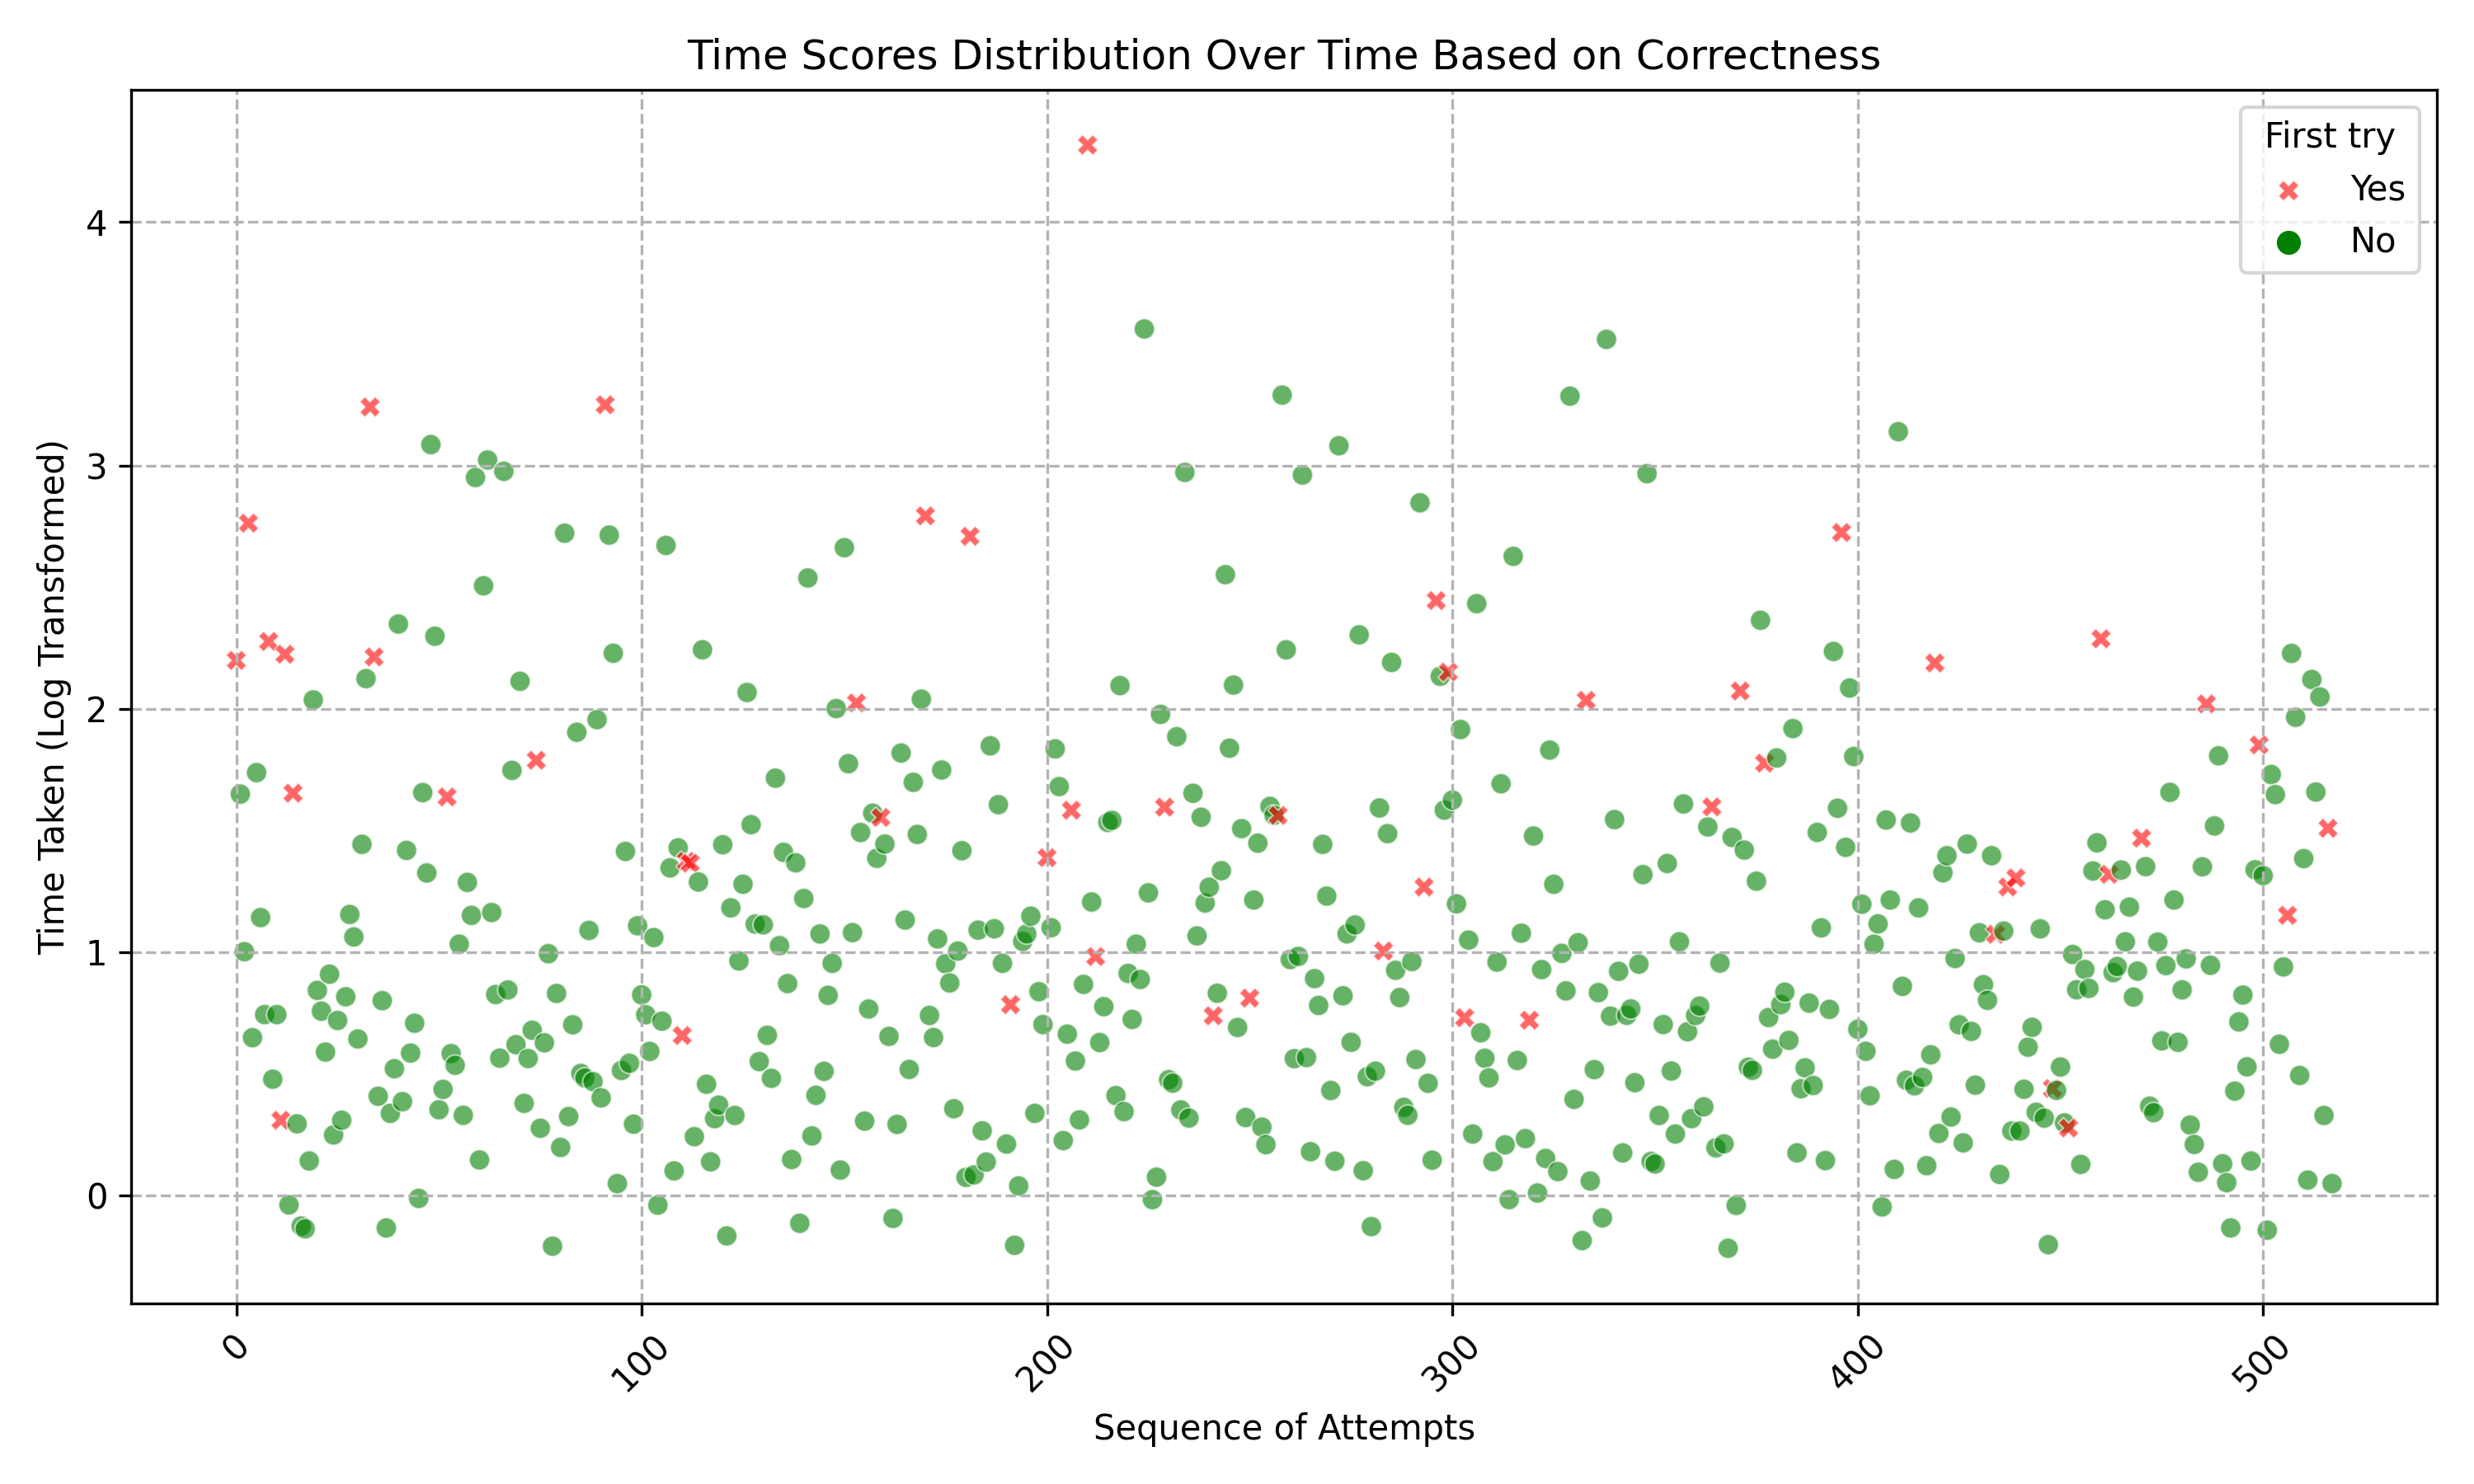 Time Scores Distribution Over Time Based on Correctness
First try
Yes
No
Time Taken (Log Transformed)
4
3
2
1
0
0
100
200
300
400
500
Sequence of Attempts